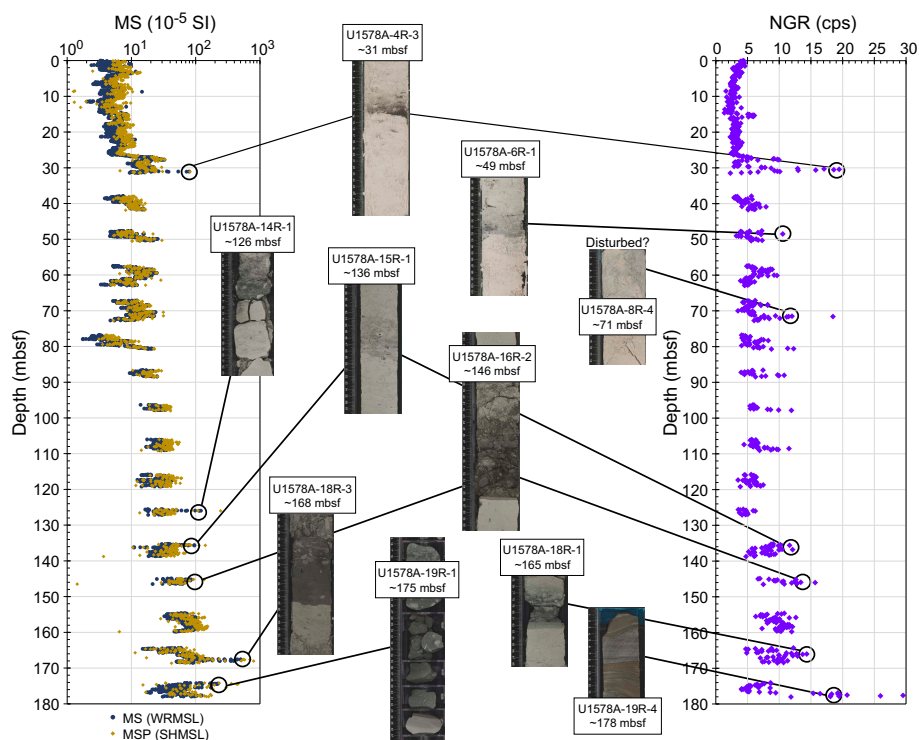 MS (10⁻⁵ SI)
10⁰ 10¹ 10² 10³
U1578A-4R-3
~31 mbsf
NGR (cps)
0 5 10 15 20 25 30
0
10
20
30
40
50
60
70
80
90
100
110
120
130
140
150
160
170
180
Depth (mbsf)
U1578A-6R-1
~49 mbsf
U1578A-14R-1
~126 mbsf
U1578A-15R-1
~136 mbsf
Disturbed?
U1578A-8R-4
~71 mbsf
U1578A-16R-2
~146 mbsf
U1578A-18R-3
~168 mbsf
U1578A-19R-1
~175 mbsf
U1578A-18R-1
~165 mbsf
U1578A-19R-4
~178 mbsf
0
10
20
30
40
50
60
70
80
90
100
110
120
130
140
150
160
170
180
Depth (mbsf)
MS (WRMSL)
MSP (SHMSL)